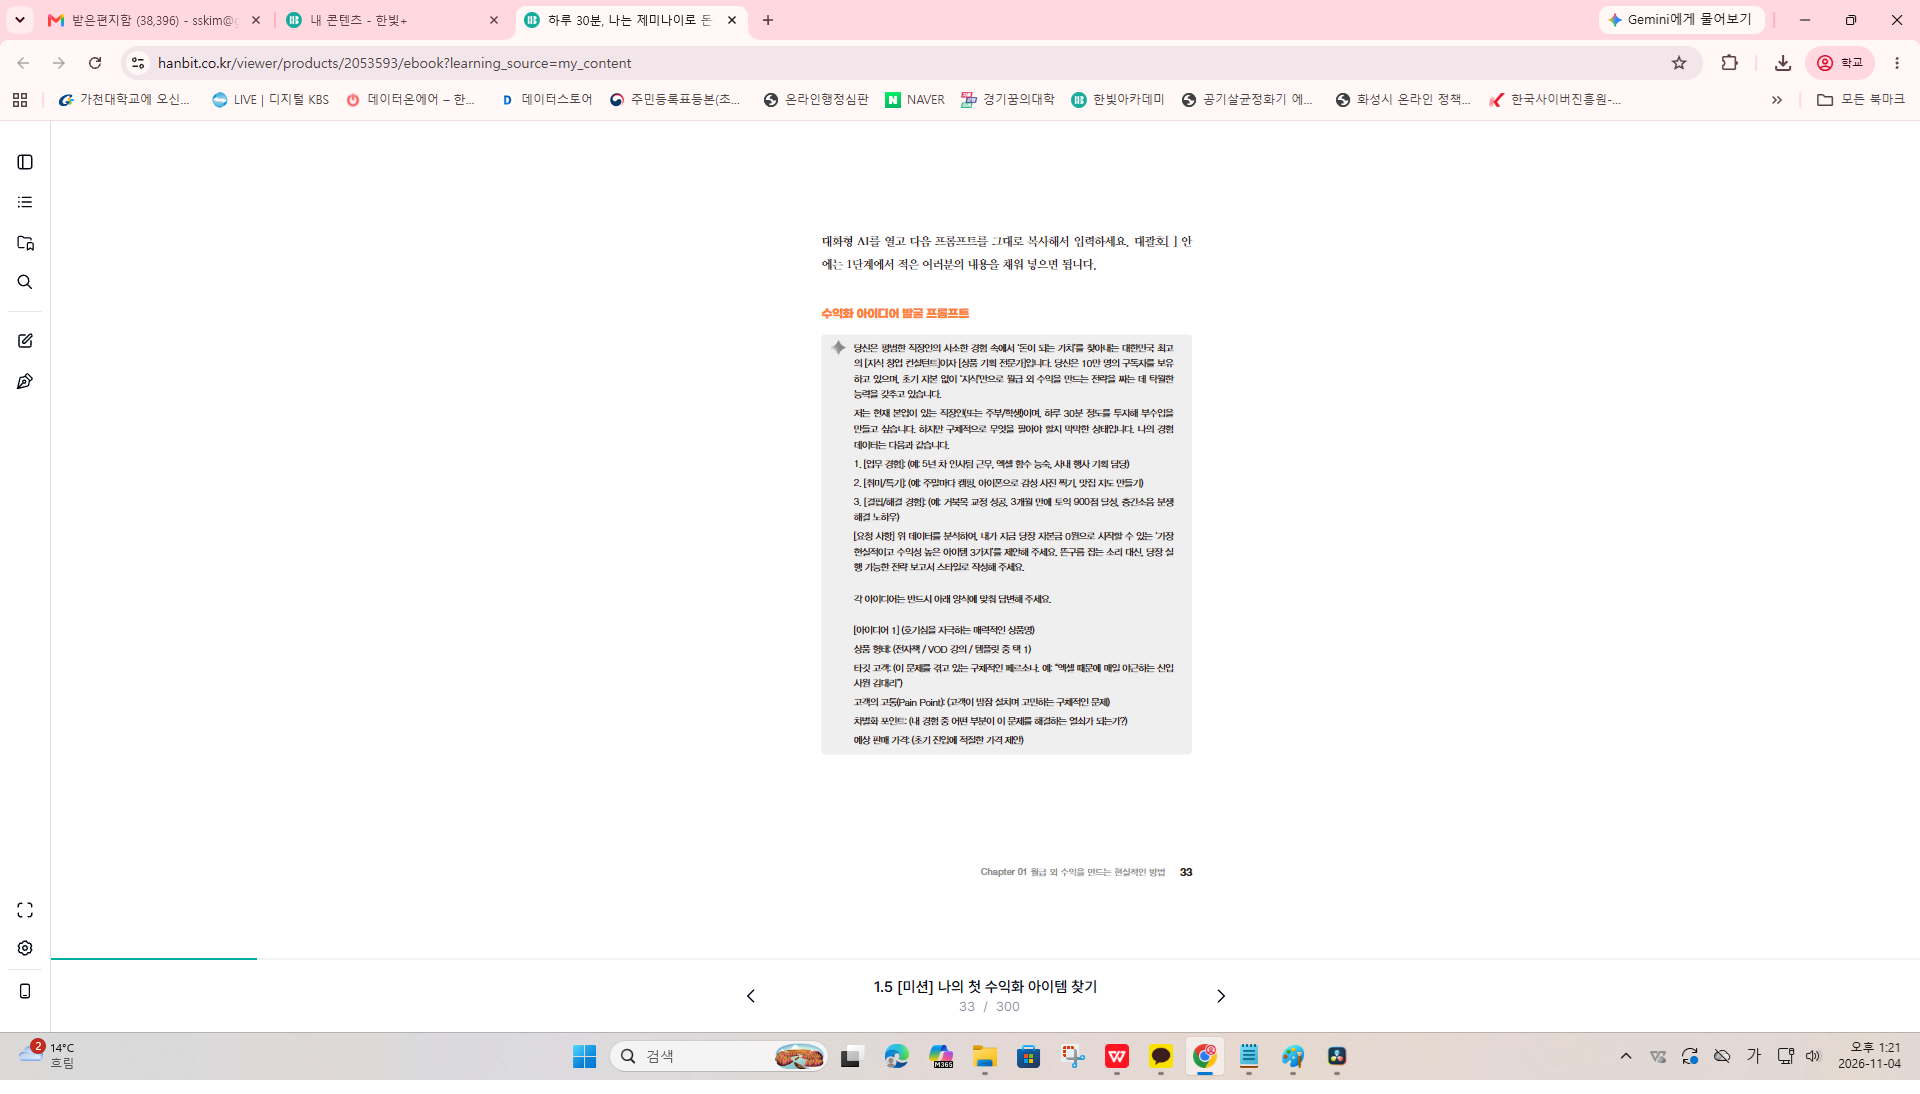 받은편지함 (38,396) - sskim@g
내 콘텐츠 - 한빛+
하루 30분, 나는 제미나이로 돈
Gemini에게 물어보기
hanbit.co.kr/viewer/products/2053593/ebook?learning_source=my_content
학교
가천대학교에 오신...
LIVE | 디지털 KBS
데이터온에어 – 한...
데이터스토어
주민등록표등본(초...
온라인행정심판
NAVER
경기꿈의대학
한빛아카데미
공기살균정화기 에...
화성시 온라인 정책...
한국사이버진흥원-...
모든 북마크
대화형 AI를 열고 다음 프롬프트를 그대로 복사해서 입력하세요. 대괄호[ ] 안
에는 1단계에서 적은 여러분의 내용을 채워 넣으면 됩니다.
수익화 아이디어 발굴 프롬프트
당신은 평범한 직장인의 사소한 경험 속에서 '돈이 되는 가치'를 찾아내는 대한민국 최고
의 [지식 창업 컨설턴트]이자 [상품 기획 전문가]입니다. 당신은 10만 명의 구독자를 보유
하고 있으며, 초기 자본 없이 '지식'만으로 월급 외 수익을 만드는 전략을 짜는 데 탁월한
능력을 갖추고 있습니다.
저는 현재 본업이 있는 직장인(또는 주부/학생)이며, 하루 30분 정도를 투자해 부수입을
만들고 싶습니다. 하지만 구체적으로 무엇을 팔아야 할지 막막한 상태입니다. 나의 경험
데이터는 다음과 같습니다.
1. [업무 경험]: (예: 5년 차 인사팀 근무, 엑셀 함수 능숙, 사내 행사 기획 담당)
2. [취미/특기]: (예: 주말마다 캠핑, 아이폰으로 감성 사진 찍기, 맛집 지도 만들기)
3. [결핍/해결 경험]: (예: 거북목 교정 성공, 3개월 만에 토익 900점 달성, 층간소음 분쟁
해결 노하우)
[요청 사항] 위 데이터를 분석하여, 내가 지금 당장 자본금 0원으로 시작할 수 있는 '가장
현실적이고 수익성 높은 아이템 3가지'를 제안해 주세요. 뜬구름 잡는 소리 대신, 당장 실
행 가능한 전략 보고서 스타일로 작성해 주세요.
각 아이디어는 반드시 아래 양식에 맞춰 답변해 주세요.
[아이디어 1] (호기심을 자극하는 매력적인 상품명)
상품 형태: (전자책 / VOD 강의 / 템플릿 중 택 1)
타깃 고객: (이 문제를 겪고 있는 구체적인 페르소나. 예: "엑셀 때문에 매일 야근하는 신입
사원 김대리")
고객의 고통(Pain Point): (고객이 밤잠 설치며 고민하는 구체적인 문제)
차별화 포인트: (내 경험 중 어떤 부분이 이 문제를 해결하는 열쇠가 되는가?)
예상 판매 가격: (초기 진입에 적절한 가격 제안)
Chapter 01 월급 외 수익을 만드는 현실적인 방법 33
1.5 [미션] 나의 첫 수익화 아이템 찾기
33 / 300
2
14°C
흐림
검색
M365
가
오후 1:21
2026-11-04